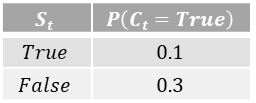 S_t P(C_t = True)
True 0.1
False 0.3